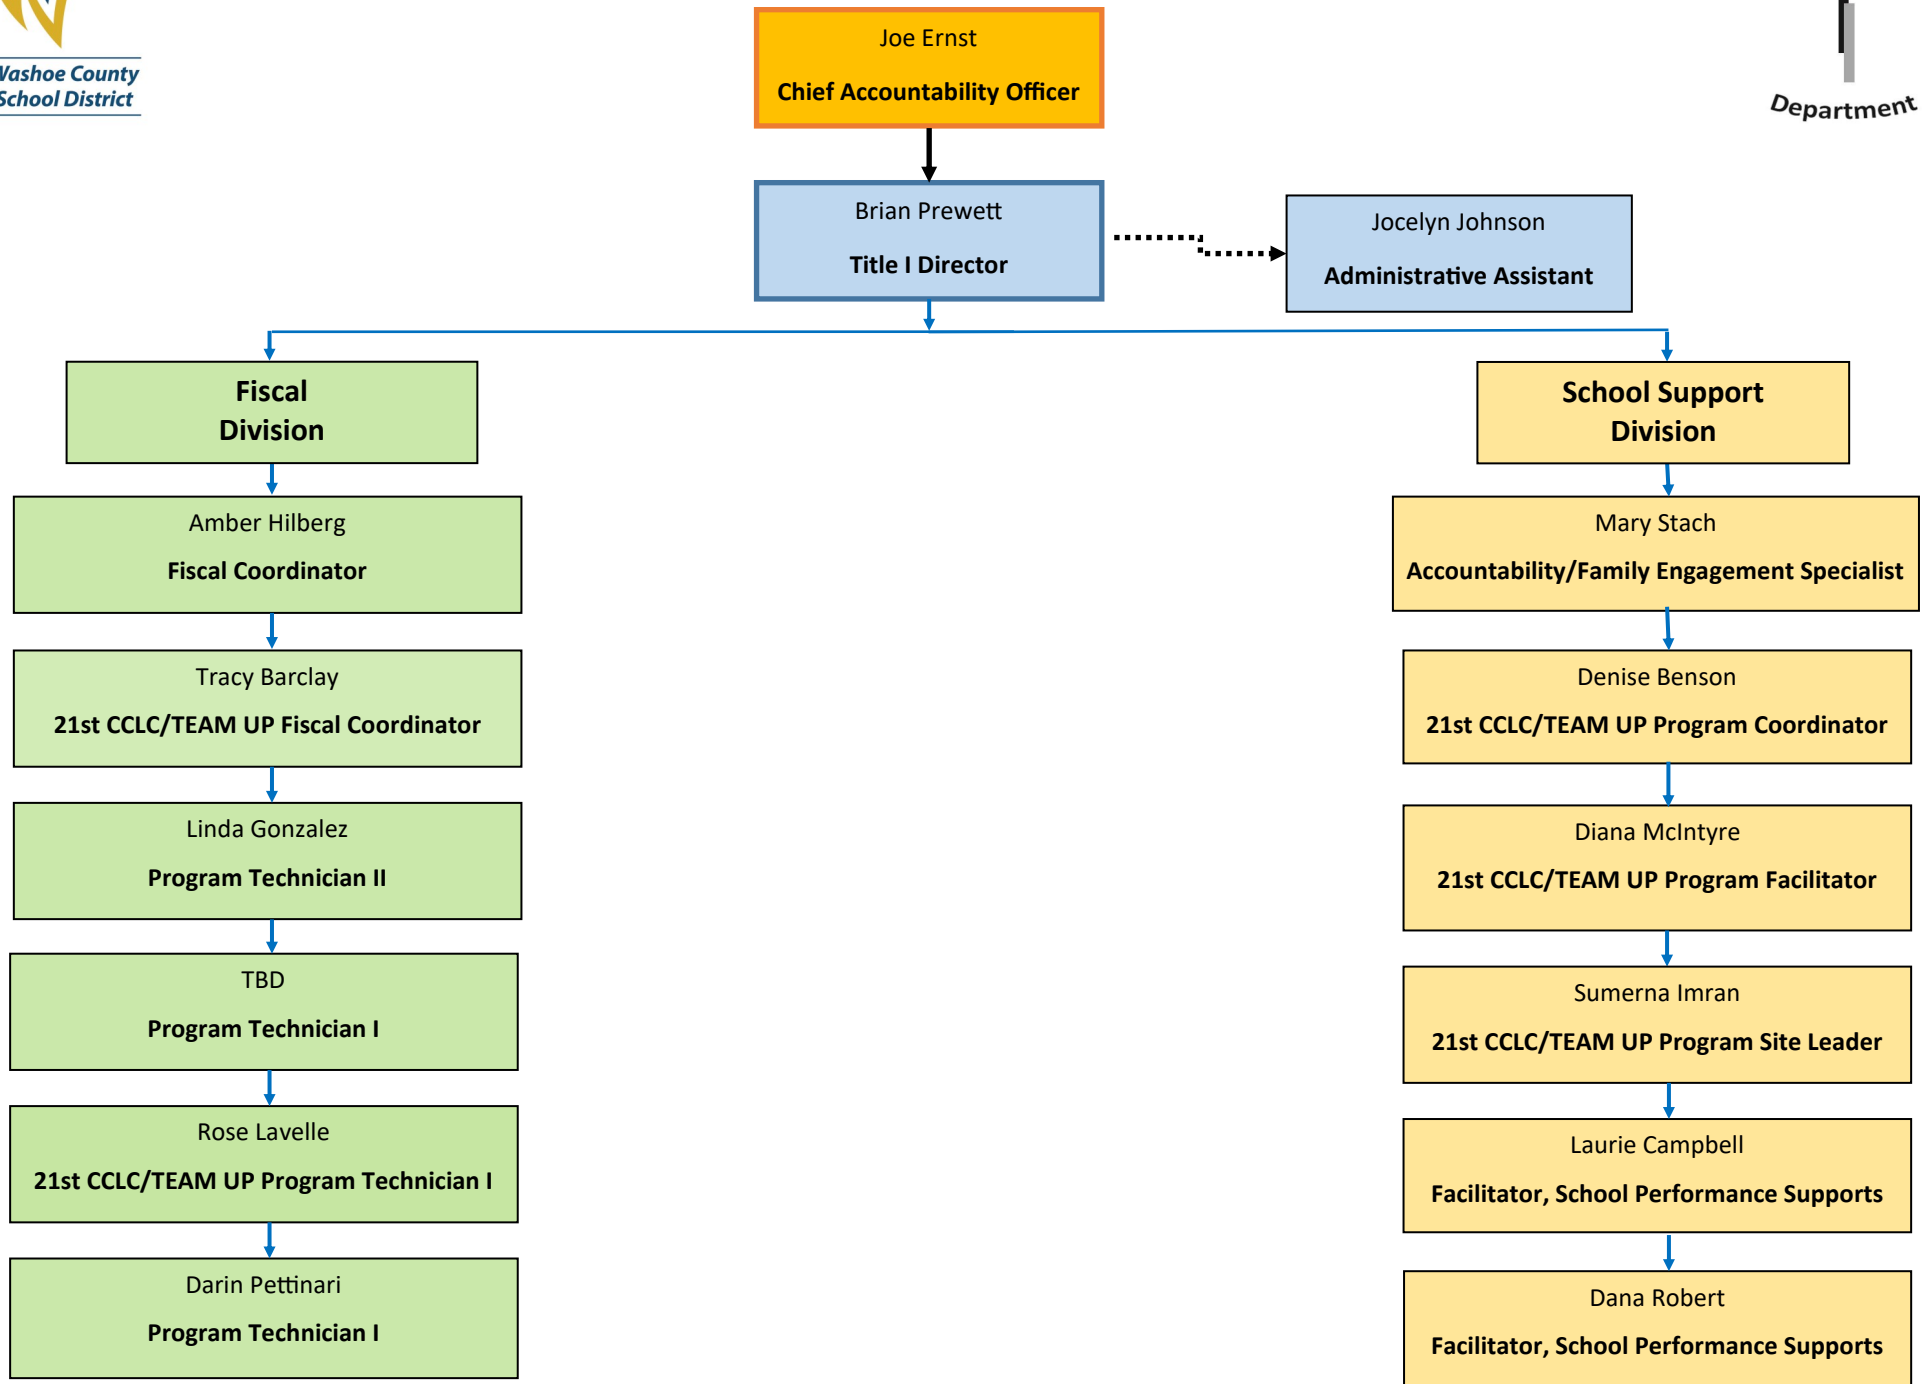 Washoe County
School District
Department
Joe Ernst
Chief Accountability Officer
Brian Prewett
Title I Director
Jocelyn Johnson
Administrative Assistant
Fiscal
Division
Amber Hilberg
Fiscal Coordinator
Tracy Barclay
21st CCLC/TEAM UP Fiscal Coordinator
Linda Gonzalez
Program Technician II
TBD
Program Technician I
Rose Lavelle
21st CCLC/TEAM UP Program Technician I
Darin Pettinari
Program Technician I
School Support
Division
Mary Stach
Accountability/Family Engagement Specialist
Denise Benson
21st CCLC/TEAM UP Program Coordinator
Diana McIntyre
21st CCLC/TEAM UP Program Facilitator
Sumerna Imran
21st CCLC/TEAM UP Program Site Leader
Laurie Campbell
Facilitator, School Performance Supports
Dana Robert
Facilitator, School Performance Supports